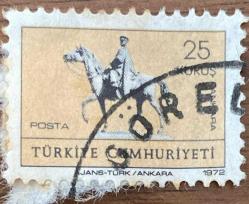 25
KURUŞ
POSTA
TÜRKİYE CUMHURİYETİ
AJANS-TÜRK/ANKARA 1972